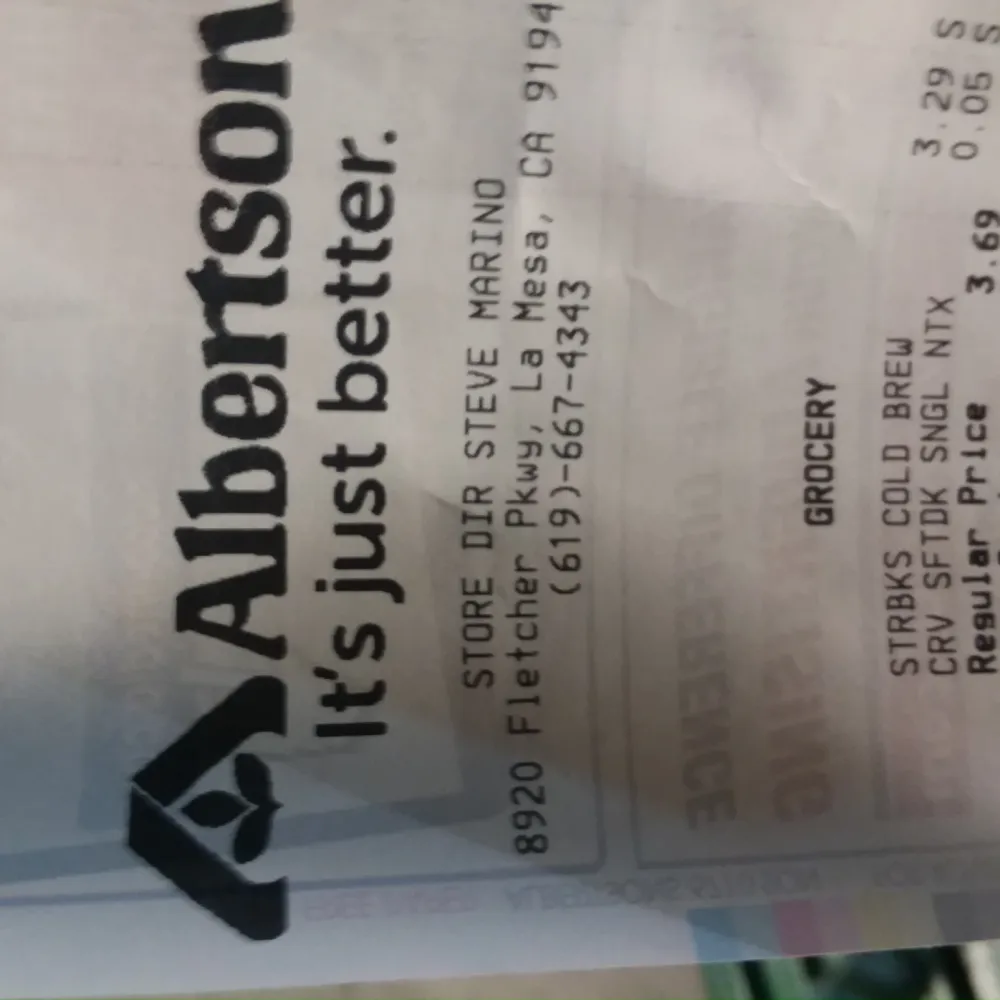 Albertson
It's just better.
STORE DIR STEVE MARINO
8920 Fletcher Pkwy, La Mesa, CA 9194
(619)-667-4343
GROCERY
STRBKS COLD BREW 3.29 S
CRV SFTDK SNGL NTX 0.05 S
Regular Price 3.69